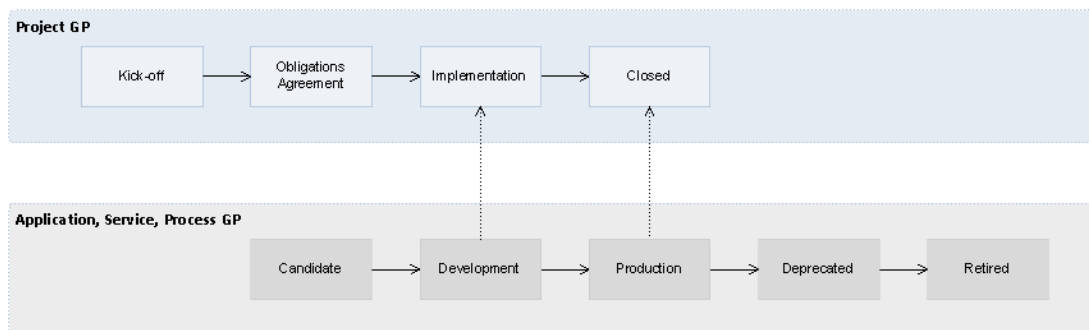 Project GP
Kick-off
Obligations
Agreement
Implementation
Closed
Application, Service, Process GP
Candidate
Development
Production
Deprecated
Retired